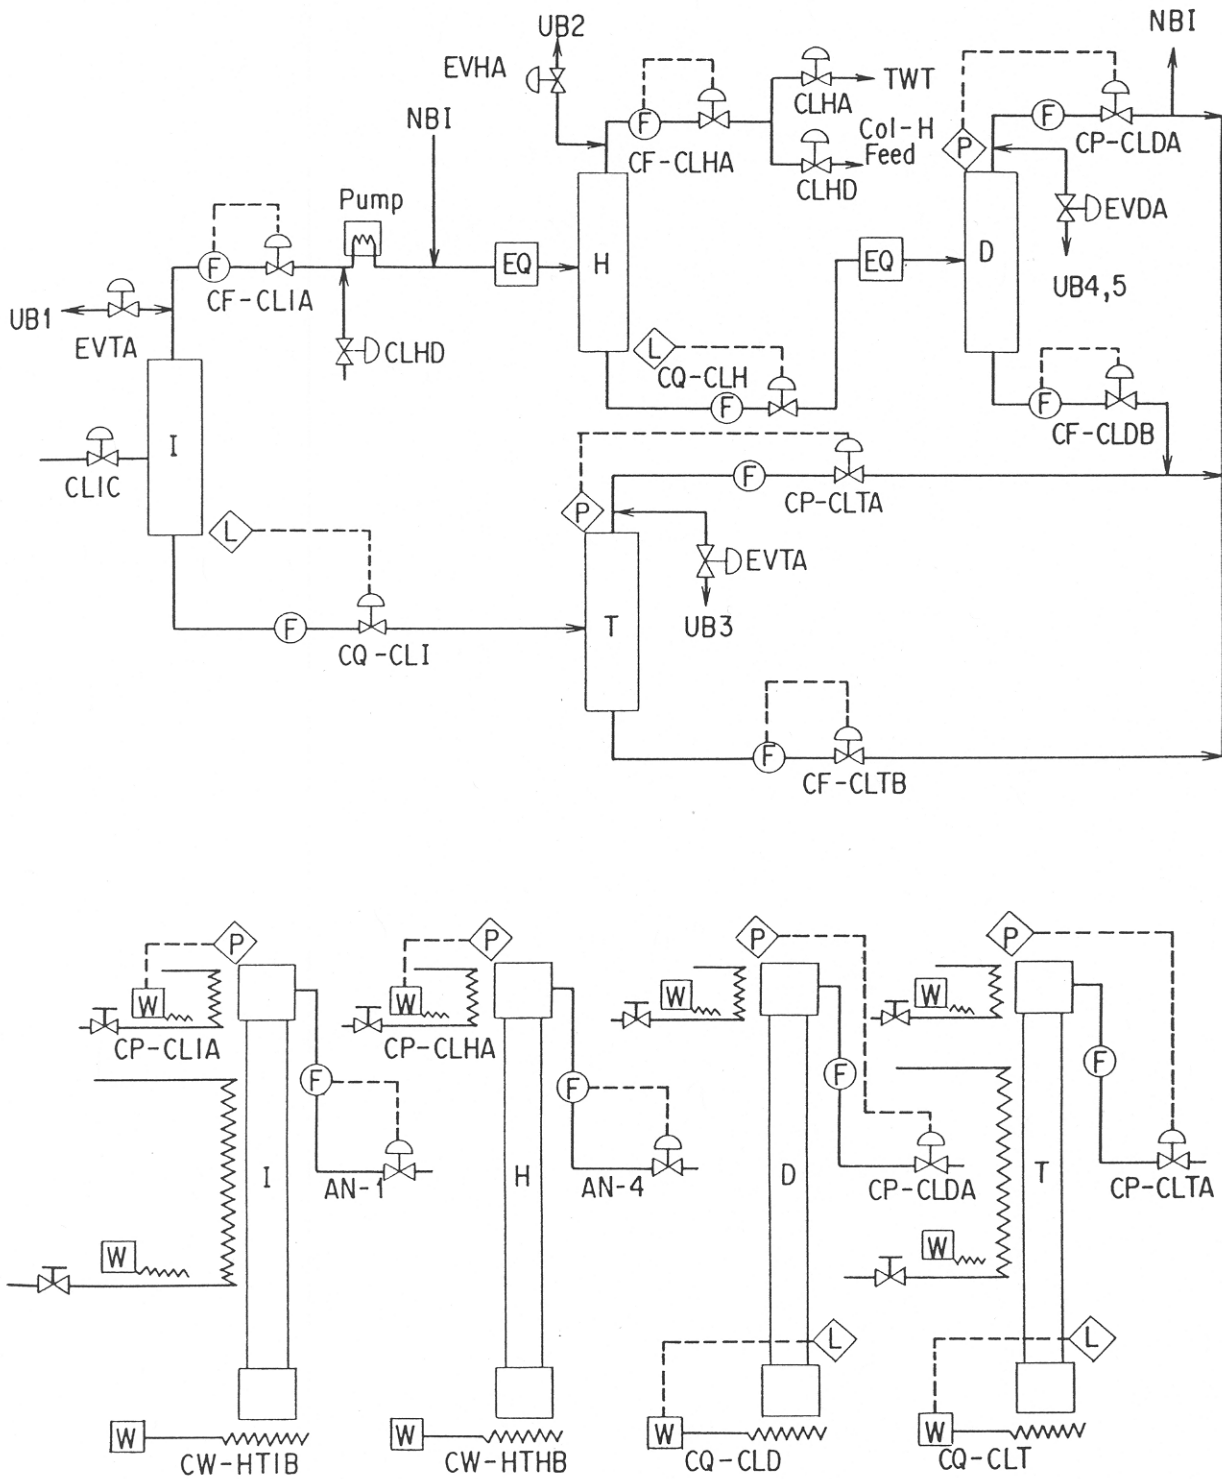 UB2
NBI
EVHA
CLHA
TWT
NBI
F
CF-CLHA
Col-H
Feed
CLHD
P
F
CP-CLDA
Pump
EVDA
F
CF-CLIA
EQ
H
EQ
D
UB4,5
UB1
EVTA
CLHD
L
CQ-CLH
F
F
CF-CLDB
I
CLIC
F
CP-CLTA
P
L
EVTA
F
CQ-CLI
T
UB3
F
CF-CLTB
P
W
CP-CLIA
F
I
AN-1
W
W
CW-HTIB
P
W
CP-CLHA
F
H
AN-4
W
CW-HTHB
P
W
F
D
CP-CLDA
L
W
CQ-CLD
P
W
F
T
CP-CLTA
W
L
W
CQ-CLT